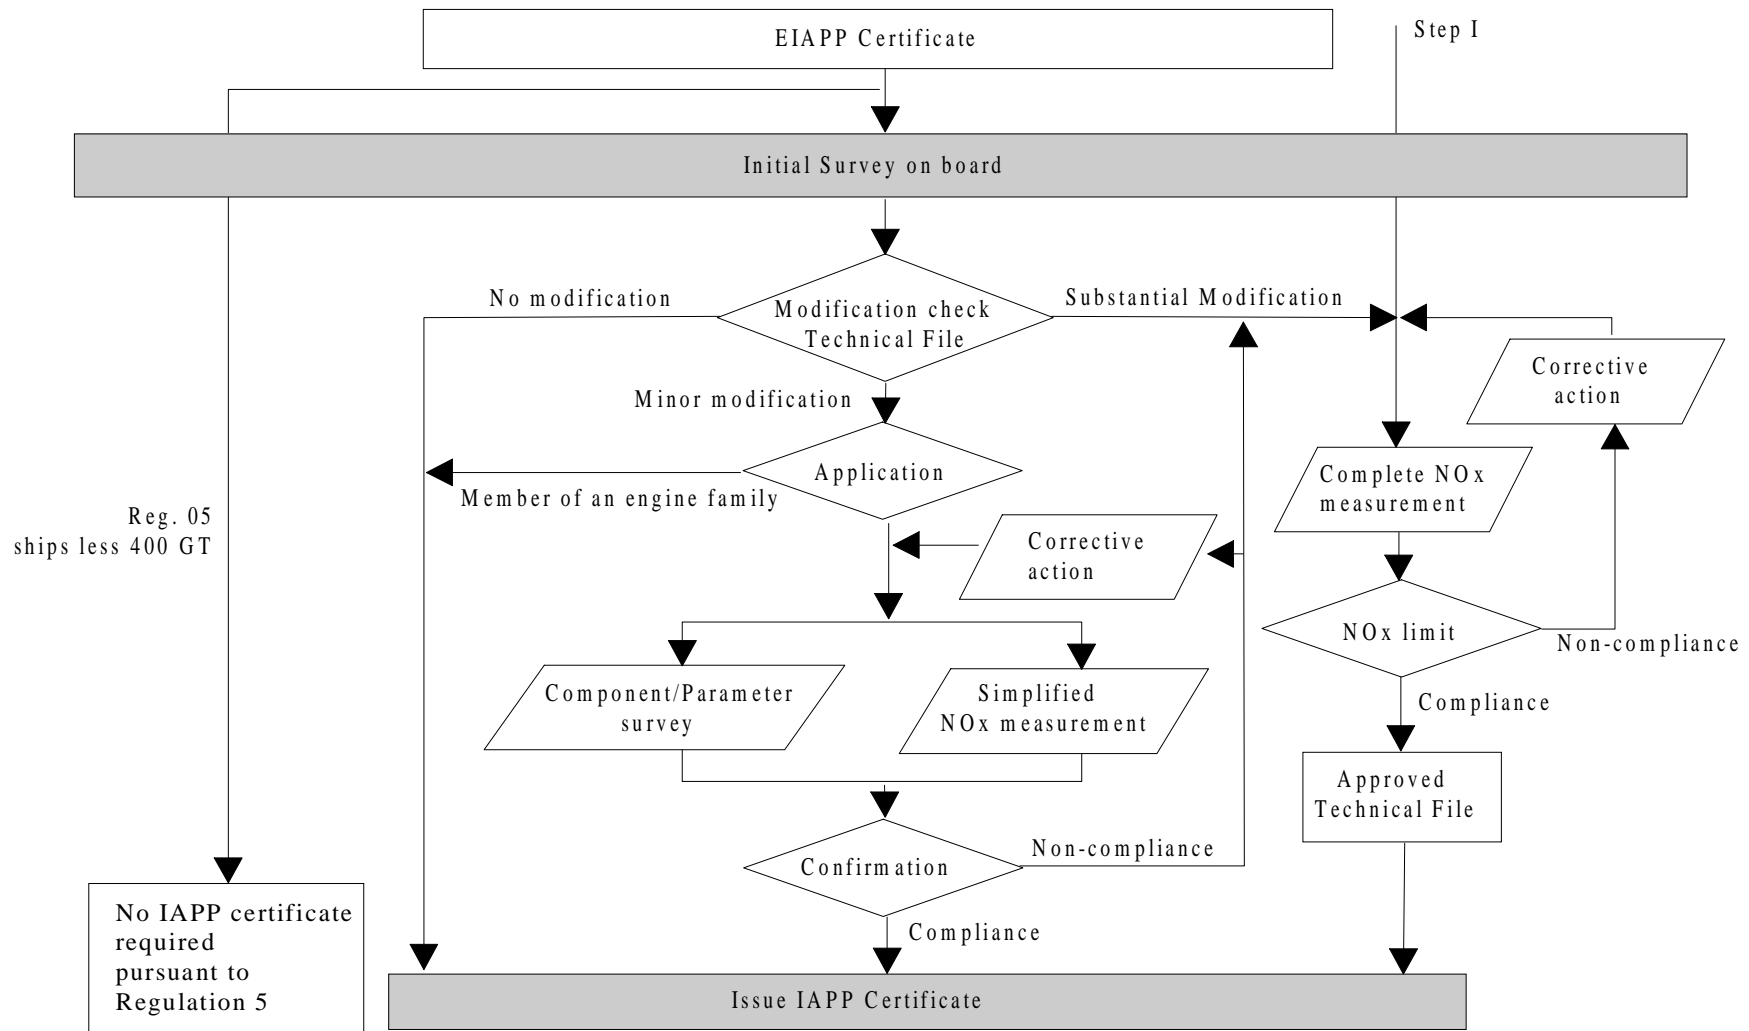 EIAPP Certificate
Step I
Initial Survey on board
No modification
Substantial Modification
Modification check
Technical File
Corrective
action
Minor modification
Application
Member of an engine family
Complete NOx
measurement
Reg. 05
ships less 400 GT
Corrective
action
NOx limit
Non-compliance
Component/Parameter
survey
Simplified
NOx measurement
Compliance
Approved
Technical File
Confirmation
Non-compliance
Compliance
No IAPP certificate
required
pursuant to
Regulation 5
Issue IAPP Certificate